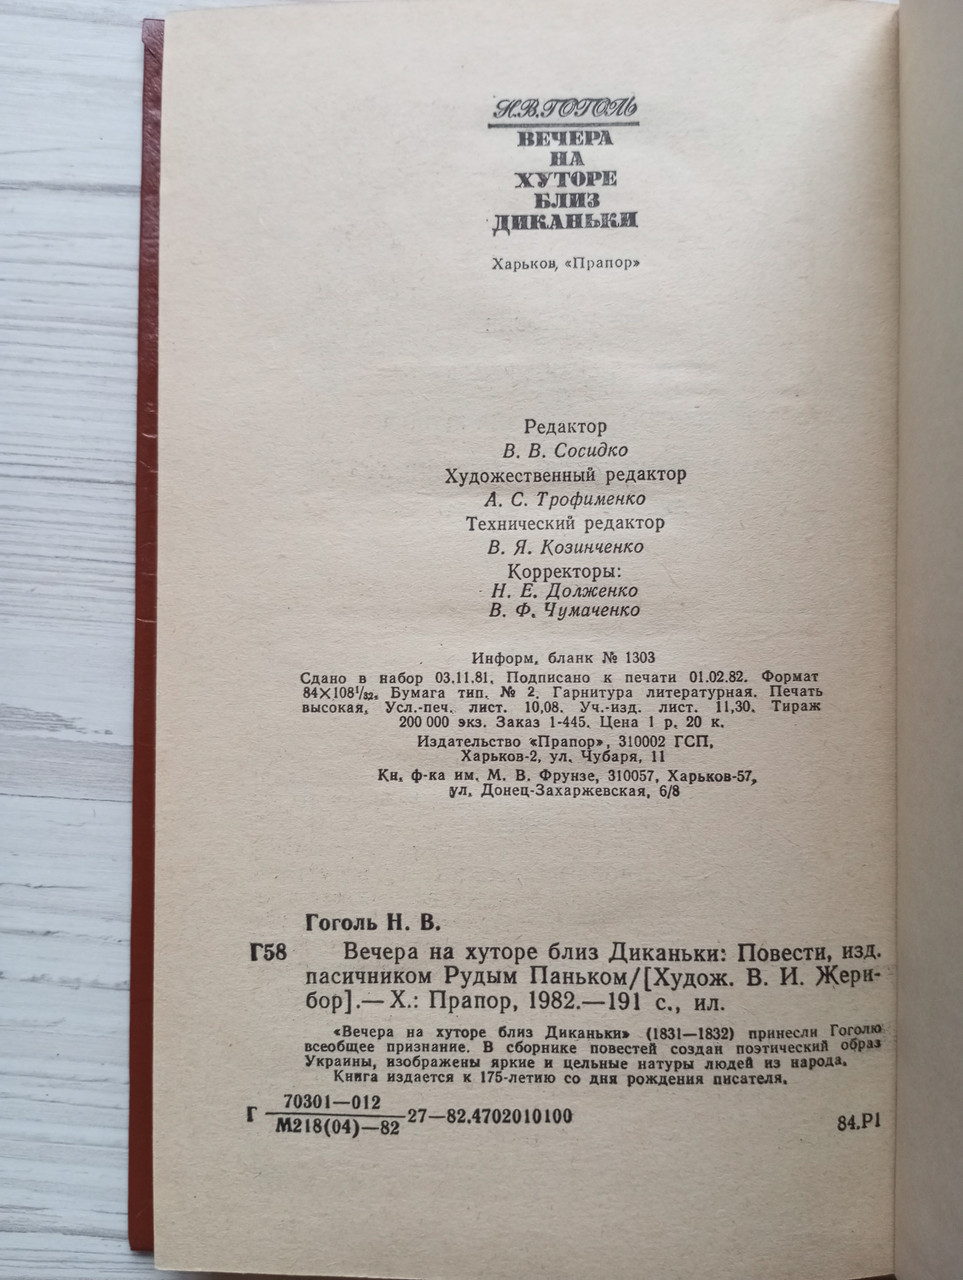 Н.В.ГОГОЛЬ
ВЕЧЕРА
НА
ХУТОРЕ
БЛИЗ
ДИКАНЬКИ
Харьков, «Прапор»
Редактор
В. В. Сосидко
Художественный редактор
А. С. Трофименко
Технический редактор
В. Я. Козинченко
Корректоры:
Н. Е. Долженко
В. Ф. Чумаченко
Информ. бланк № 1303
Сдано в набор 03.11.81. Подписано к печати 01.02.82. Формат
84×108¹/₃₂. Бумага тип. № 2. Гарнитура литературная. Печать
высокая. Усл.-печ. лист. 10,08. Уч.-изд. лист. 11,30. Тираж
200 000 экз. Заказ 1-445. Цена 1 р. 20 к.
Издательство «Прапор», 310002 ГСП,
Харьков-2, ул. Чубаря, 11
Кн. ф-ка им. М. В. Фрунзе, 310057, Харьков-57,
ул. Донец-Захаржевская, 6/8
Гоголь Н. В.
Г58 Вечера на хуторе близ Диканьки: Повести, изд.
пасичником Рудым Паньком/[Худож. В. И. Жери-
бор].— Х.: Прапор, 1982.—191 с., ил.
«Вечера на хуторе близ Диканьки» (1831—1832) принесли Гоголю
всеобщее признание. В сборнике повестей создан поэтический образ
Украины, изображены яркие и цельные натуры людей из народа.
Книга издается к 175-летию со дня рождения писателя.
70301—012
Г М218(04)—82 27—82.4702010100
84.Р1